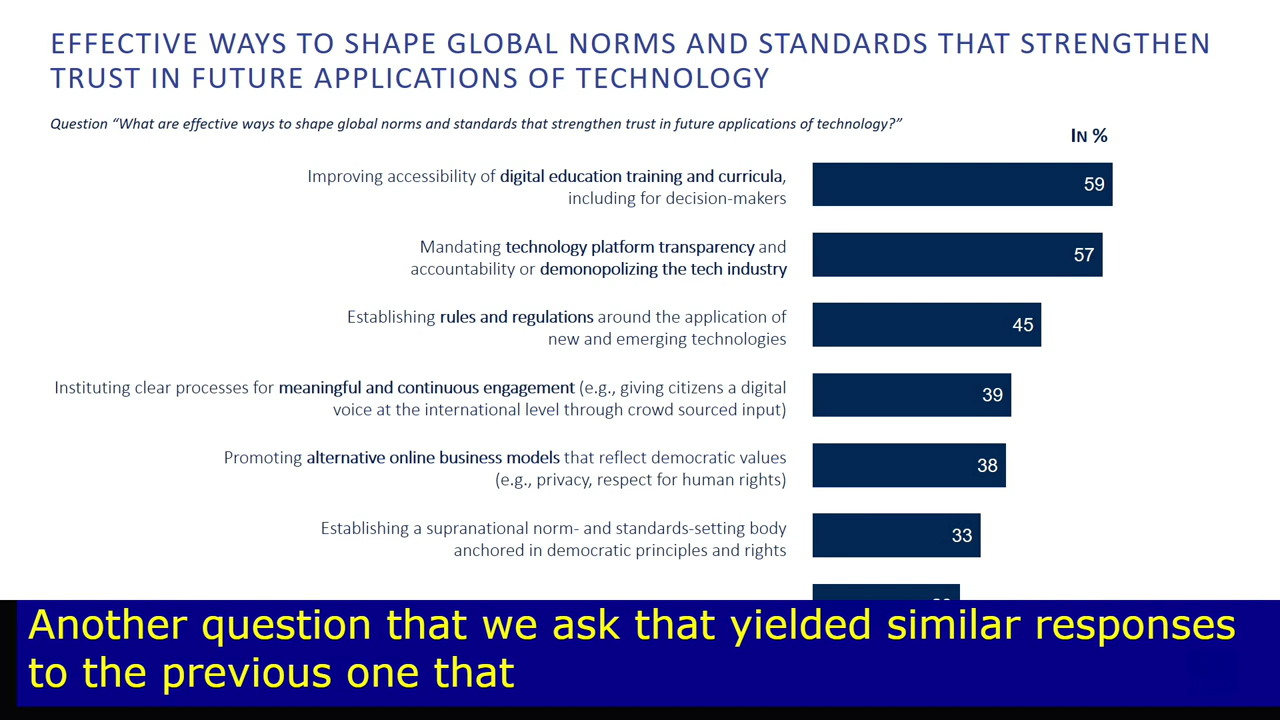 EFFECTIVE WAYS TO SHAPE GLOBAL NORMS AND STANDARDS THAT STRENGTHEN
TRUST IN FUTURE APPLICATIONS OF TECHNOLOGY
Question “What are effective ways to shape global norms and standards that strengthen trust in future applications of technology?”
IN %
Improving accessibility of digital education training and curricula,
including for decision-makers
59
Mandating technology platform transparency and
accountability or demonopolizing the tech industry
57
Establishing rules and regulations around the application of
new and emerging technologies
45
Instituting clear processes for meaningful and continuous engagement (e.g., giving citizens a digital
voice at the international level through crowd sourced input)
39
Promoting alternative online business models that reflect democratic values
(e.g., privacy, respect for human rights)
38
Establishing a supranational norm- and standards-setting body
anchored in democratic principles and rights
33
Another question that we ask that yielded similar responses
to the previous one that